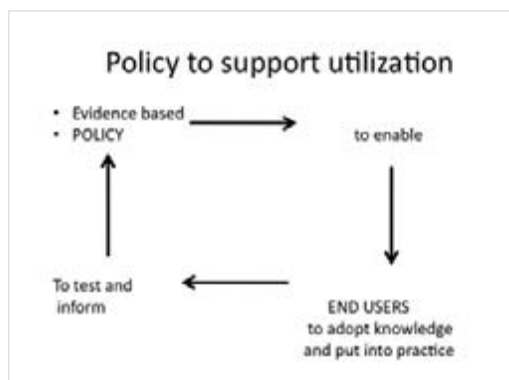 Policy to support utilization
• Evidence based
• POLICY
to enable
To test and
inform
END USERS
to adopt knowledge
and put into practice